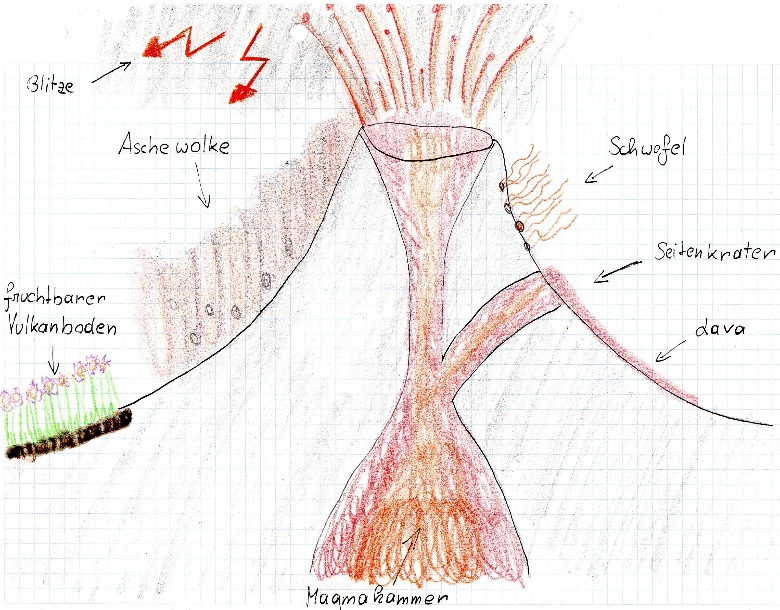 Blitze
Aschewolke
Schwefel
Seitenkrater
fruchtbarer
Vulkanboden
Lava
Magmakammer